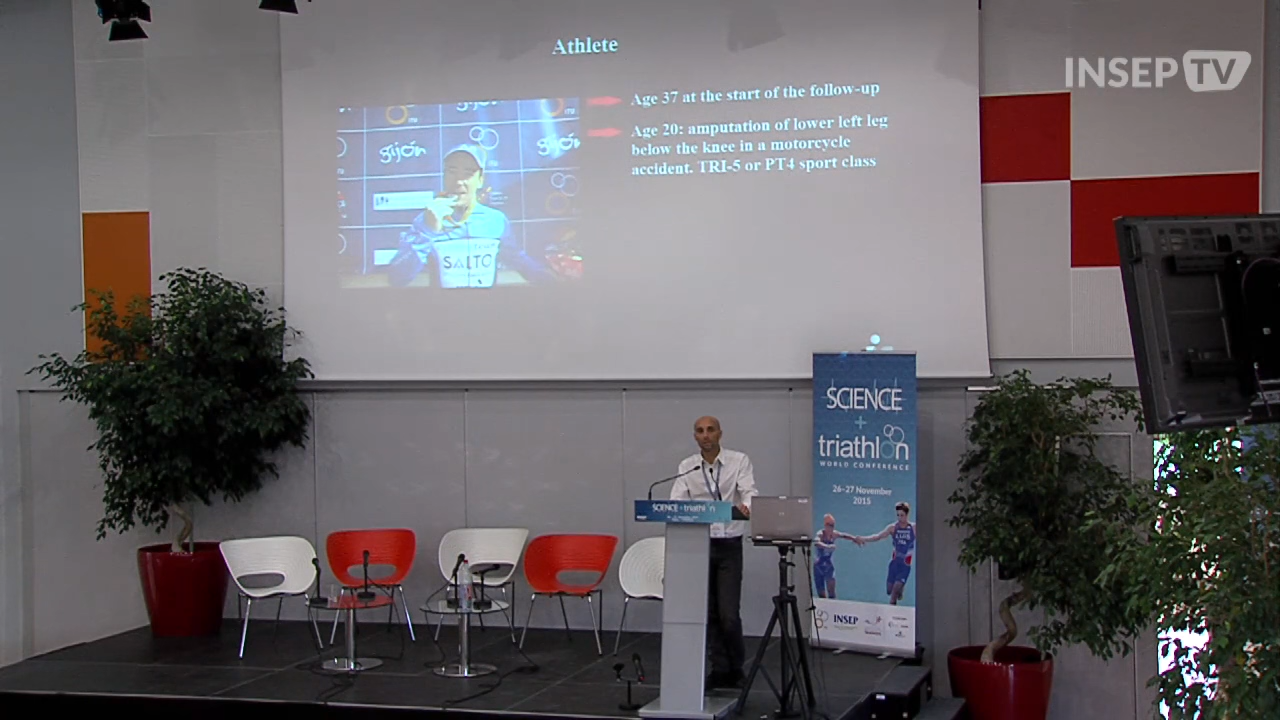 INSEP TV
Athlete
Age 37 at the start of the follow-up
Age 20: amputation of lower left leg
below the knee in a motorcycle
accident. TRI-5 or PT4 sport class
gijón
gijón
SALTO
SCIENCE
+
triathlon
WORLD CONFERENCE
26-27 November
2015
INSEP
SCIENCE + triathlon